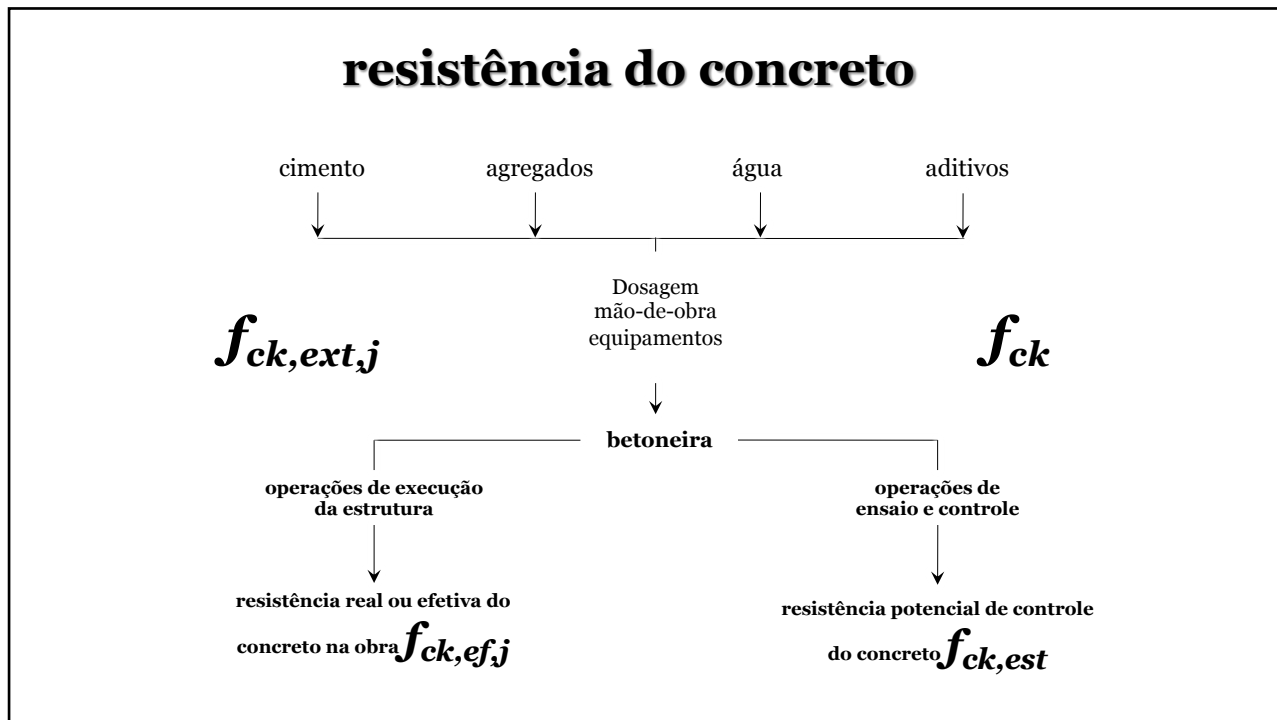 resistência do concreto
cimento agregados água aditivos
Dosagem
mão-de-obra
equipamentos
fck,ext,j
fck
betoneira
operações de execução
da estrutura
operações de
ensaio e controle
resistência real ou efetiva do
concreto na obra fck,ef,j
resistência potencial de controle
do concreto fck,est